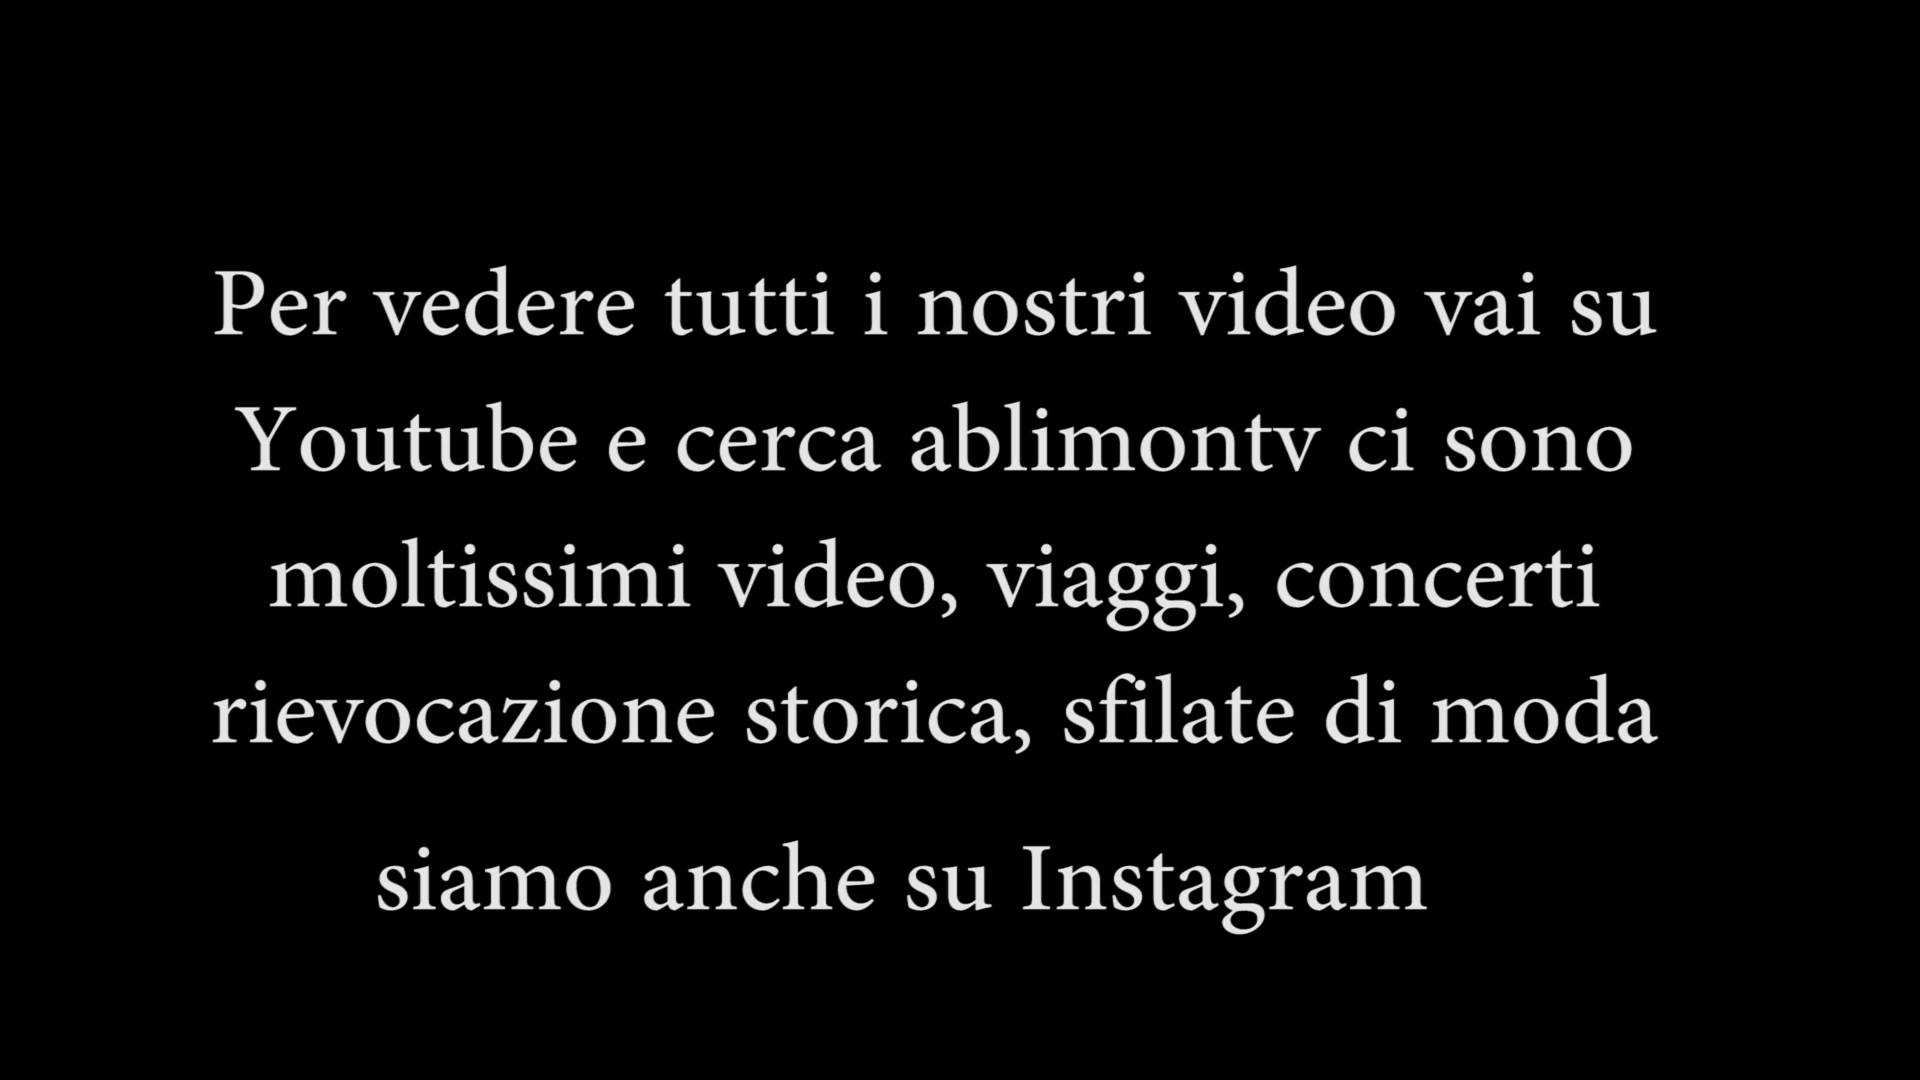 Per vedere tutti i nostri video vai su
Youtube e cerca ablimontv ci sono
moltissimi video, viaggi, concerti
rievocazione storica, sfilate di moda
siamo anche su Instagram